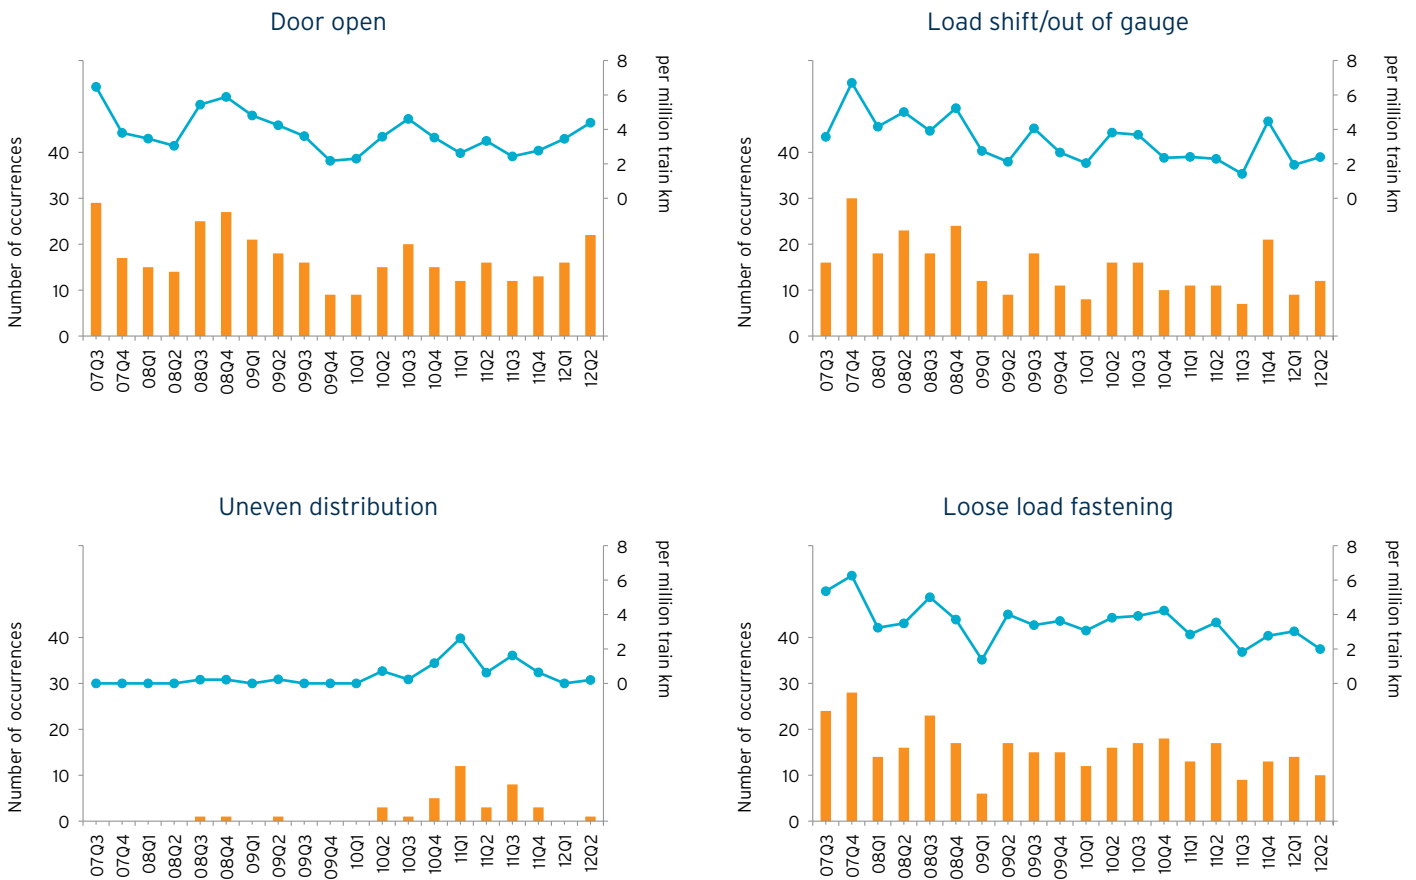 Door open
Number of occurrences
40
30
20
10
0
8
6
4
2
0
per million train km
07Q3 07Q4 08Q1 08Q2 08Q3 08Q4 09Q1 09Q2 09Q3 09Q4 10Q1 10Q2 10Q3 10Q4 11Q1 11Q2 11Q3 11Q4 12Q1 12Q2
Load shift/out of gauge
Number of occurrences
40
30
20
10
0
8
6
4
2
0
per million train km
07Q3 07Q4 08Q1 08Q2 08Q3 08Q4 09Q1 09Q2 09Q3 09Q4 10Q1 10Q2 10Q3 10Q4 11Q1 11Q2 11Q3 11Q4 12Q1 12Q2
Uneven distribution
Number of occurrences
40
30
20
10
0
8
6
4
2
0
per million train km
07Q3 07Q4 08Q1 08Q2 08Q3 08Q4 09Q1 09Q2 09Q3 09Q4 10Q1 10Q2 10Q3 10Q4 11Q1 11Q2 11Q3 11Q4 12Q1 12Q2
Loose load fastening
Number of occurrences
40
30
20
10
0
8
6
4
2
0
per million train km
07Q3 07Q4 08Q1 08Q2 08Q3 08Q4 09Q1 09Q2 09Q3 09Q4 10Q1 10Q2 10Q3 10Q4 11Q1 11Q2 11Q3 11Q4 12Q1 12Q2